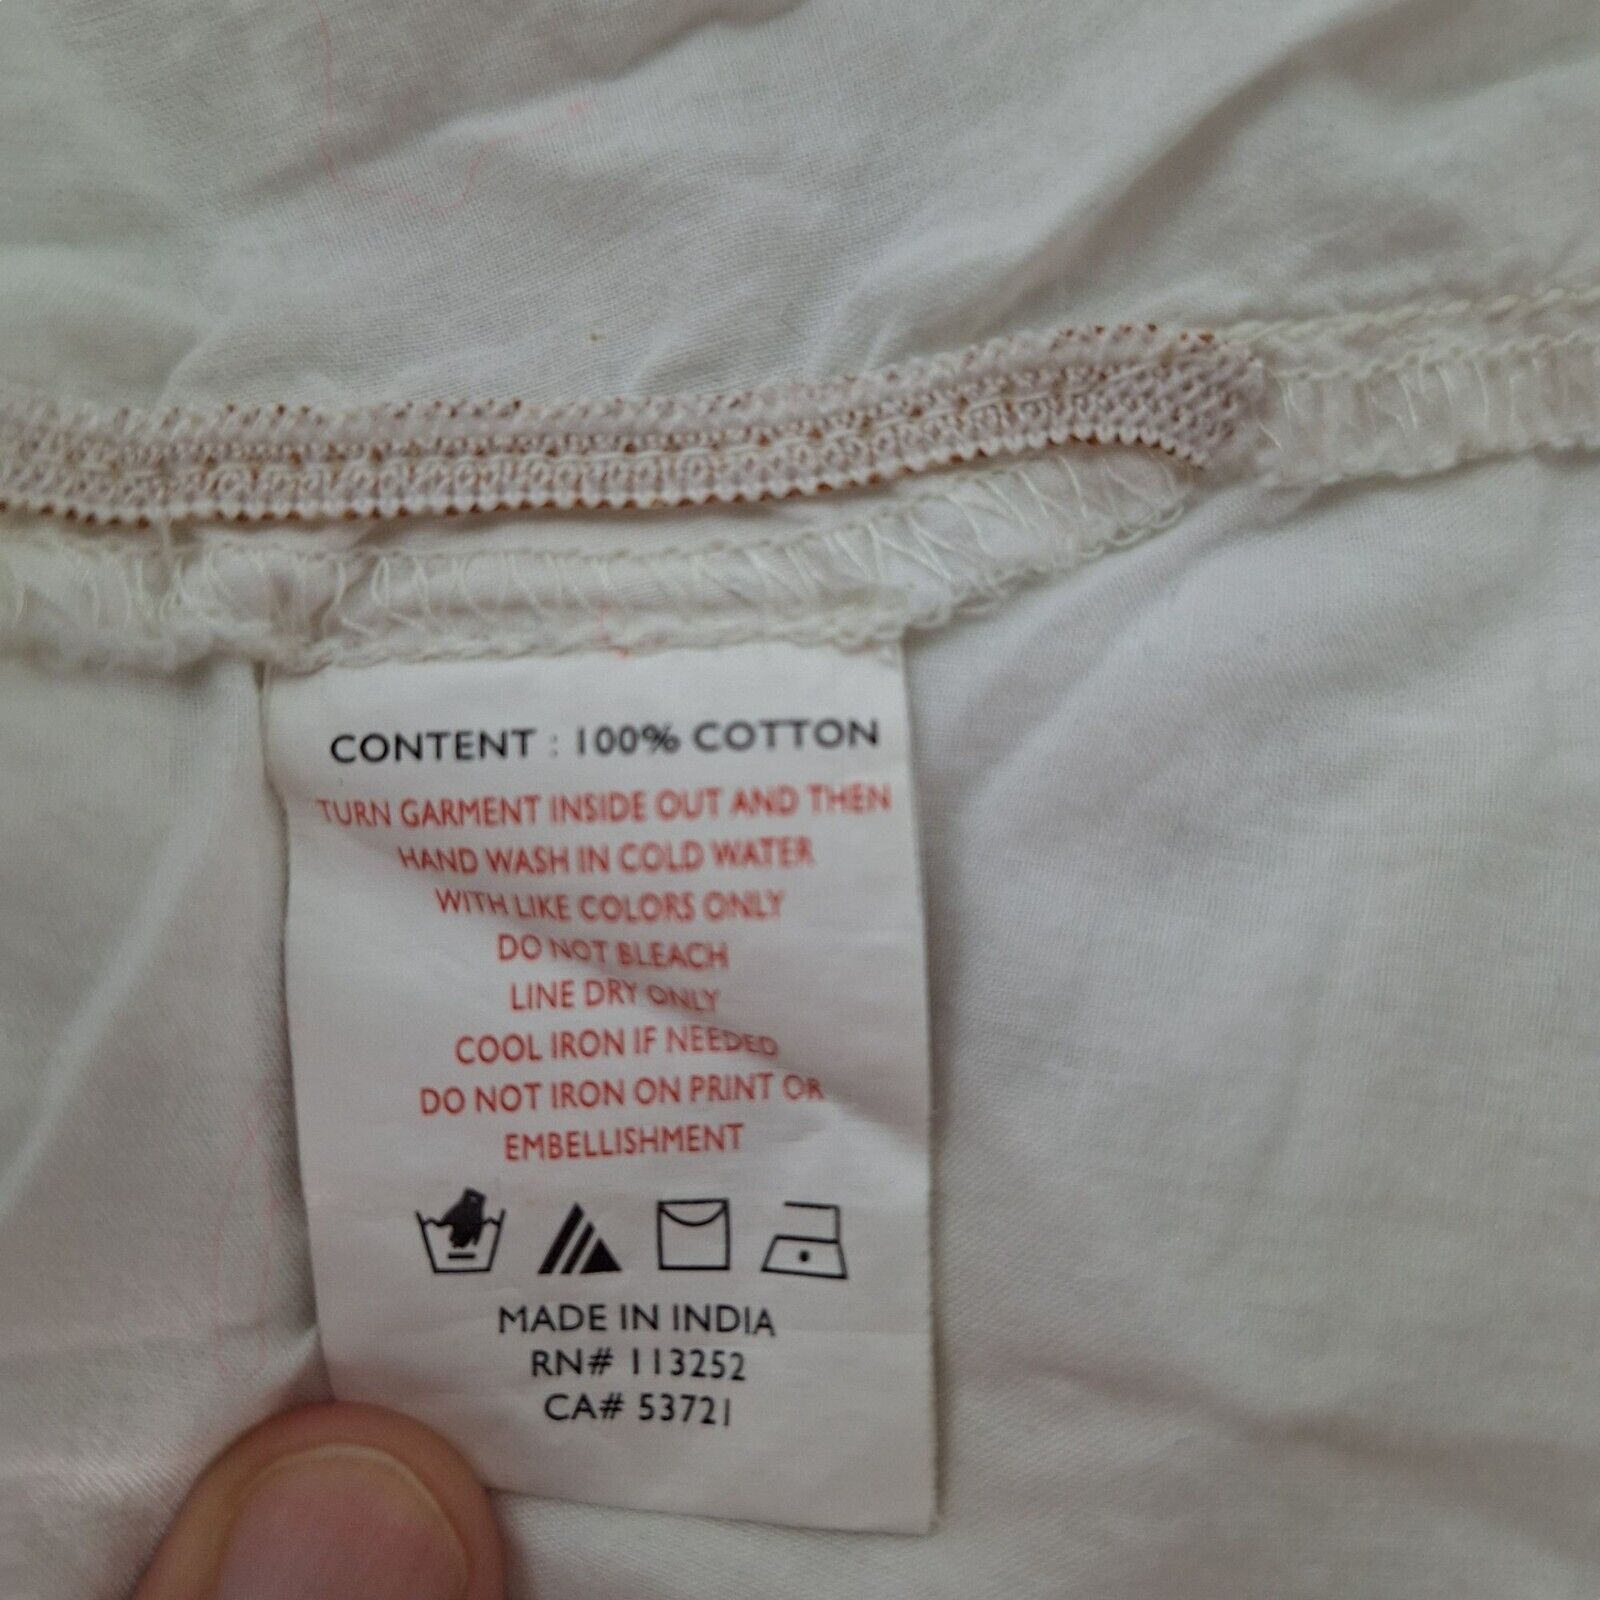 CONTENT : 100% COTTON
TURN GARMENT INSIDE OUT AND THEN
HAND WASH IN COLD WATER
WITH LIKE COLORS ONLY
DO NOT BLEACH
LINE DRY ONLY
COOL IRON IF NEEDED
DO NOT IRON ON PRINT OR
EMBELLISHMENT
MADE IN INDIA
RN# 113252
CA# 53721